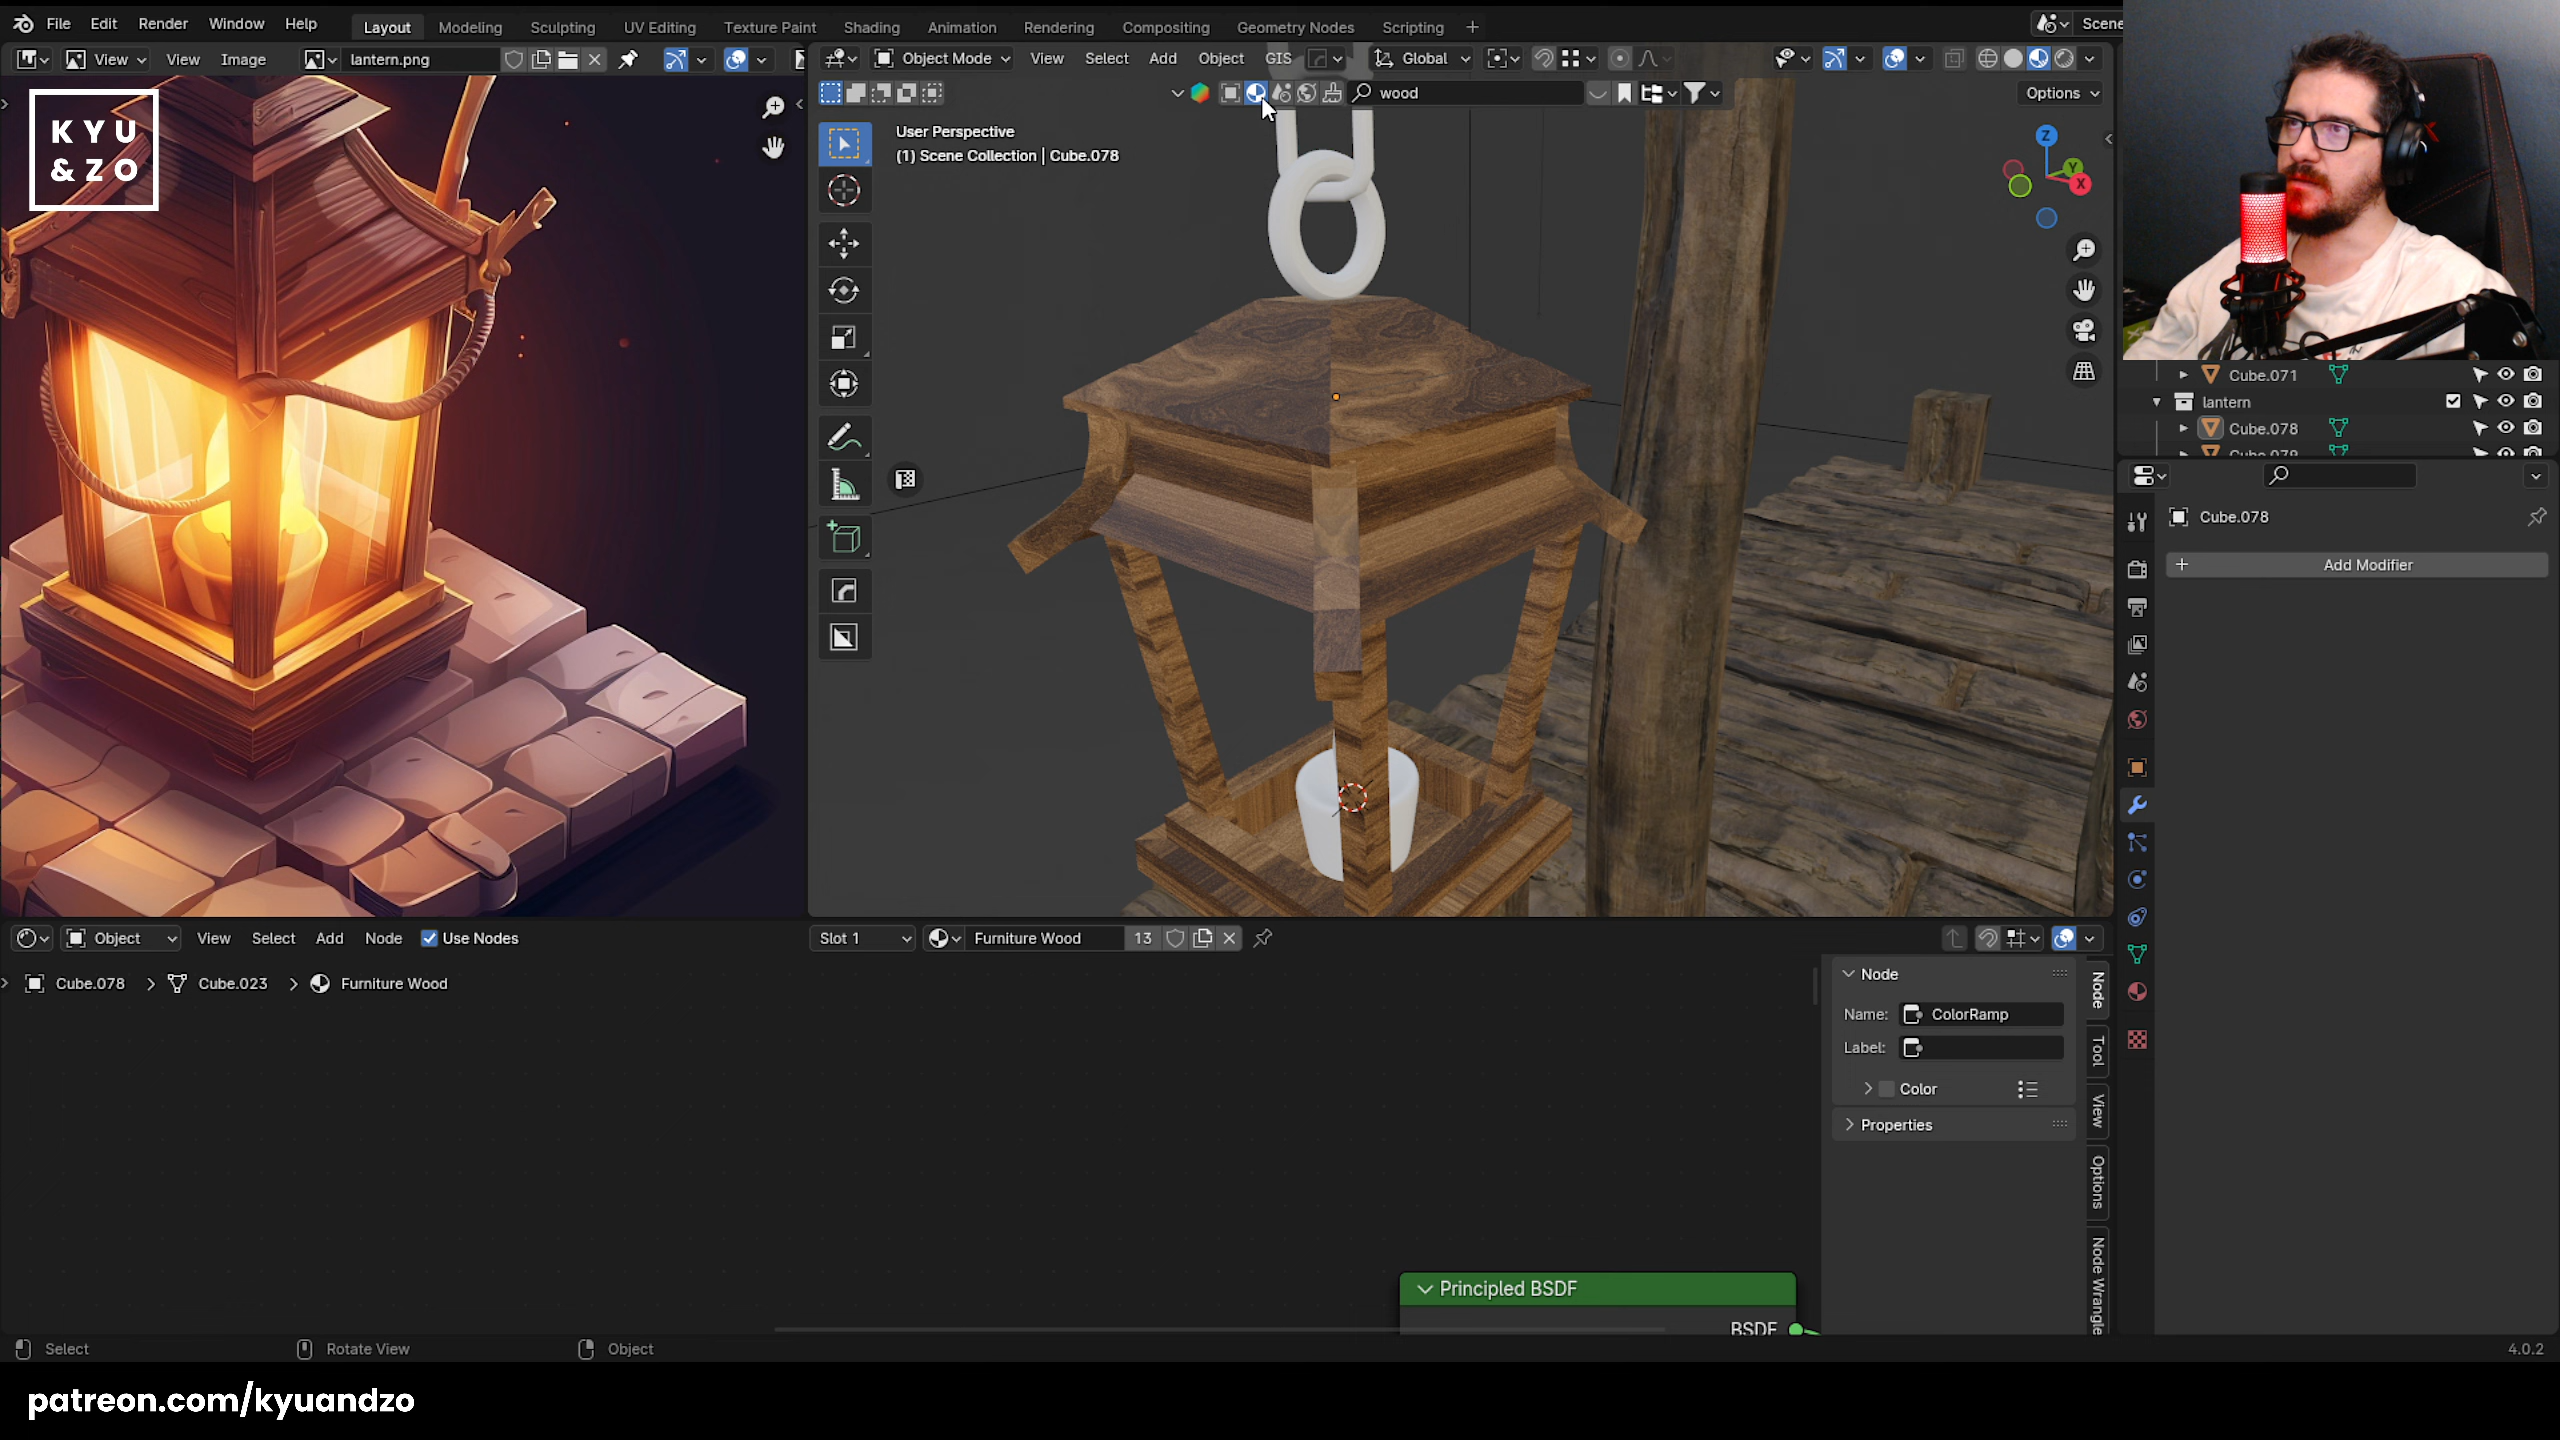 File Edit Render Window Help
Layout Modeling Sculpting UV Editing Texture Paint Shading Animation Rendering Compositing Geometry Nodes Scripting +
Scene
View View Image lantern.png
Object Mode View Select Add Object GIS Global
wood
Options
KYU
&ZO
User Perspective
(1) Scene Collection | Cube.078
Z
Y
X
Cube.071
lantern
Cube.078
Cube.078
Add Modifier
Object View Select Add Node Use Nodes
Slot 1 Furniture Wood 13
Cube.078 > Cube.023 > Furniture Wood
Node
Name: ColorRamp
Label:
Color
Properties
Node
Tool
View
Options
Node Wrangle
Principled BSDF
BSDF
Select Rotate View Object
4.0.2
patreon.com/kyuandzo